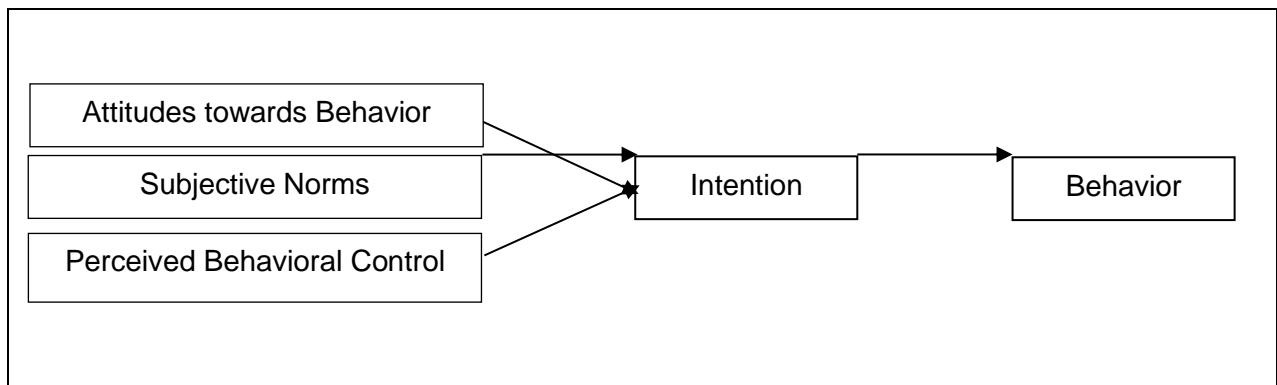 Attitudes towards Behavior
Subjective Norms
Perceived Behavioral Control
Intention
Behavior